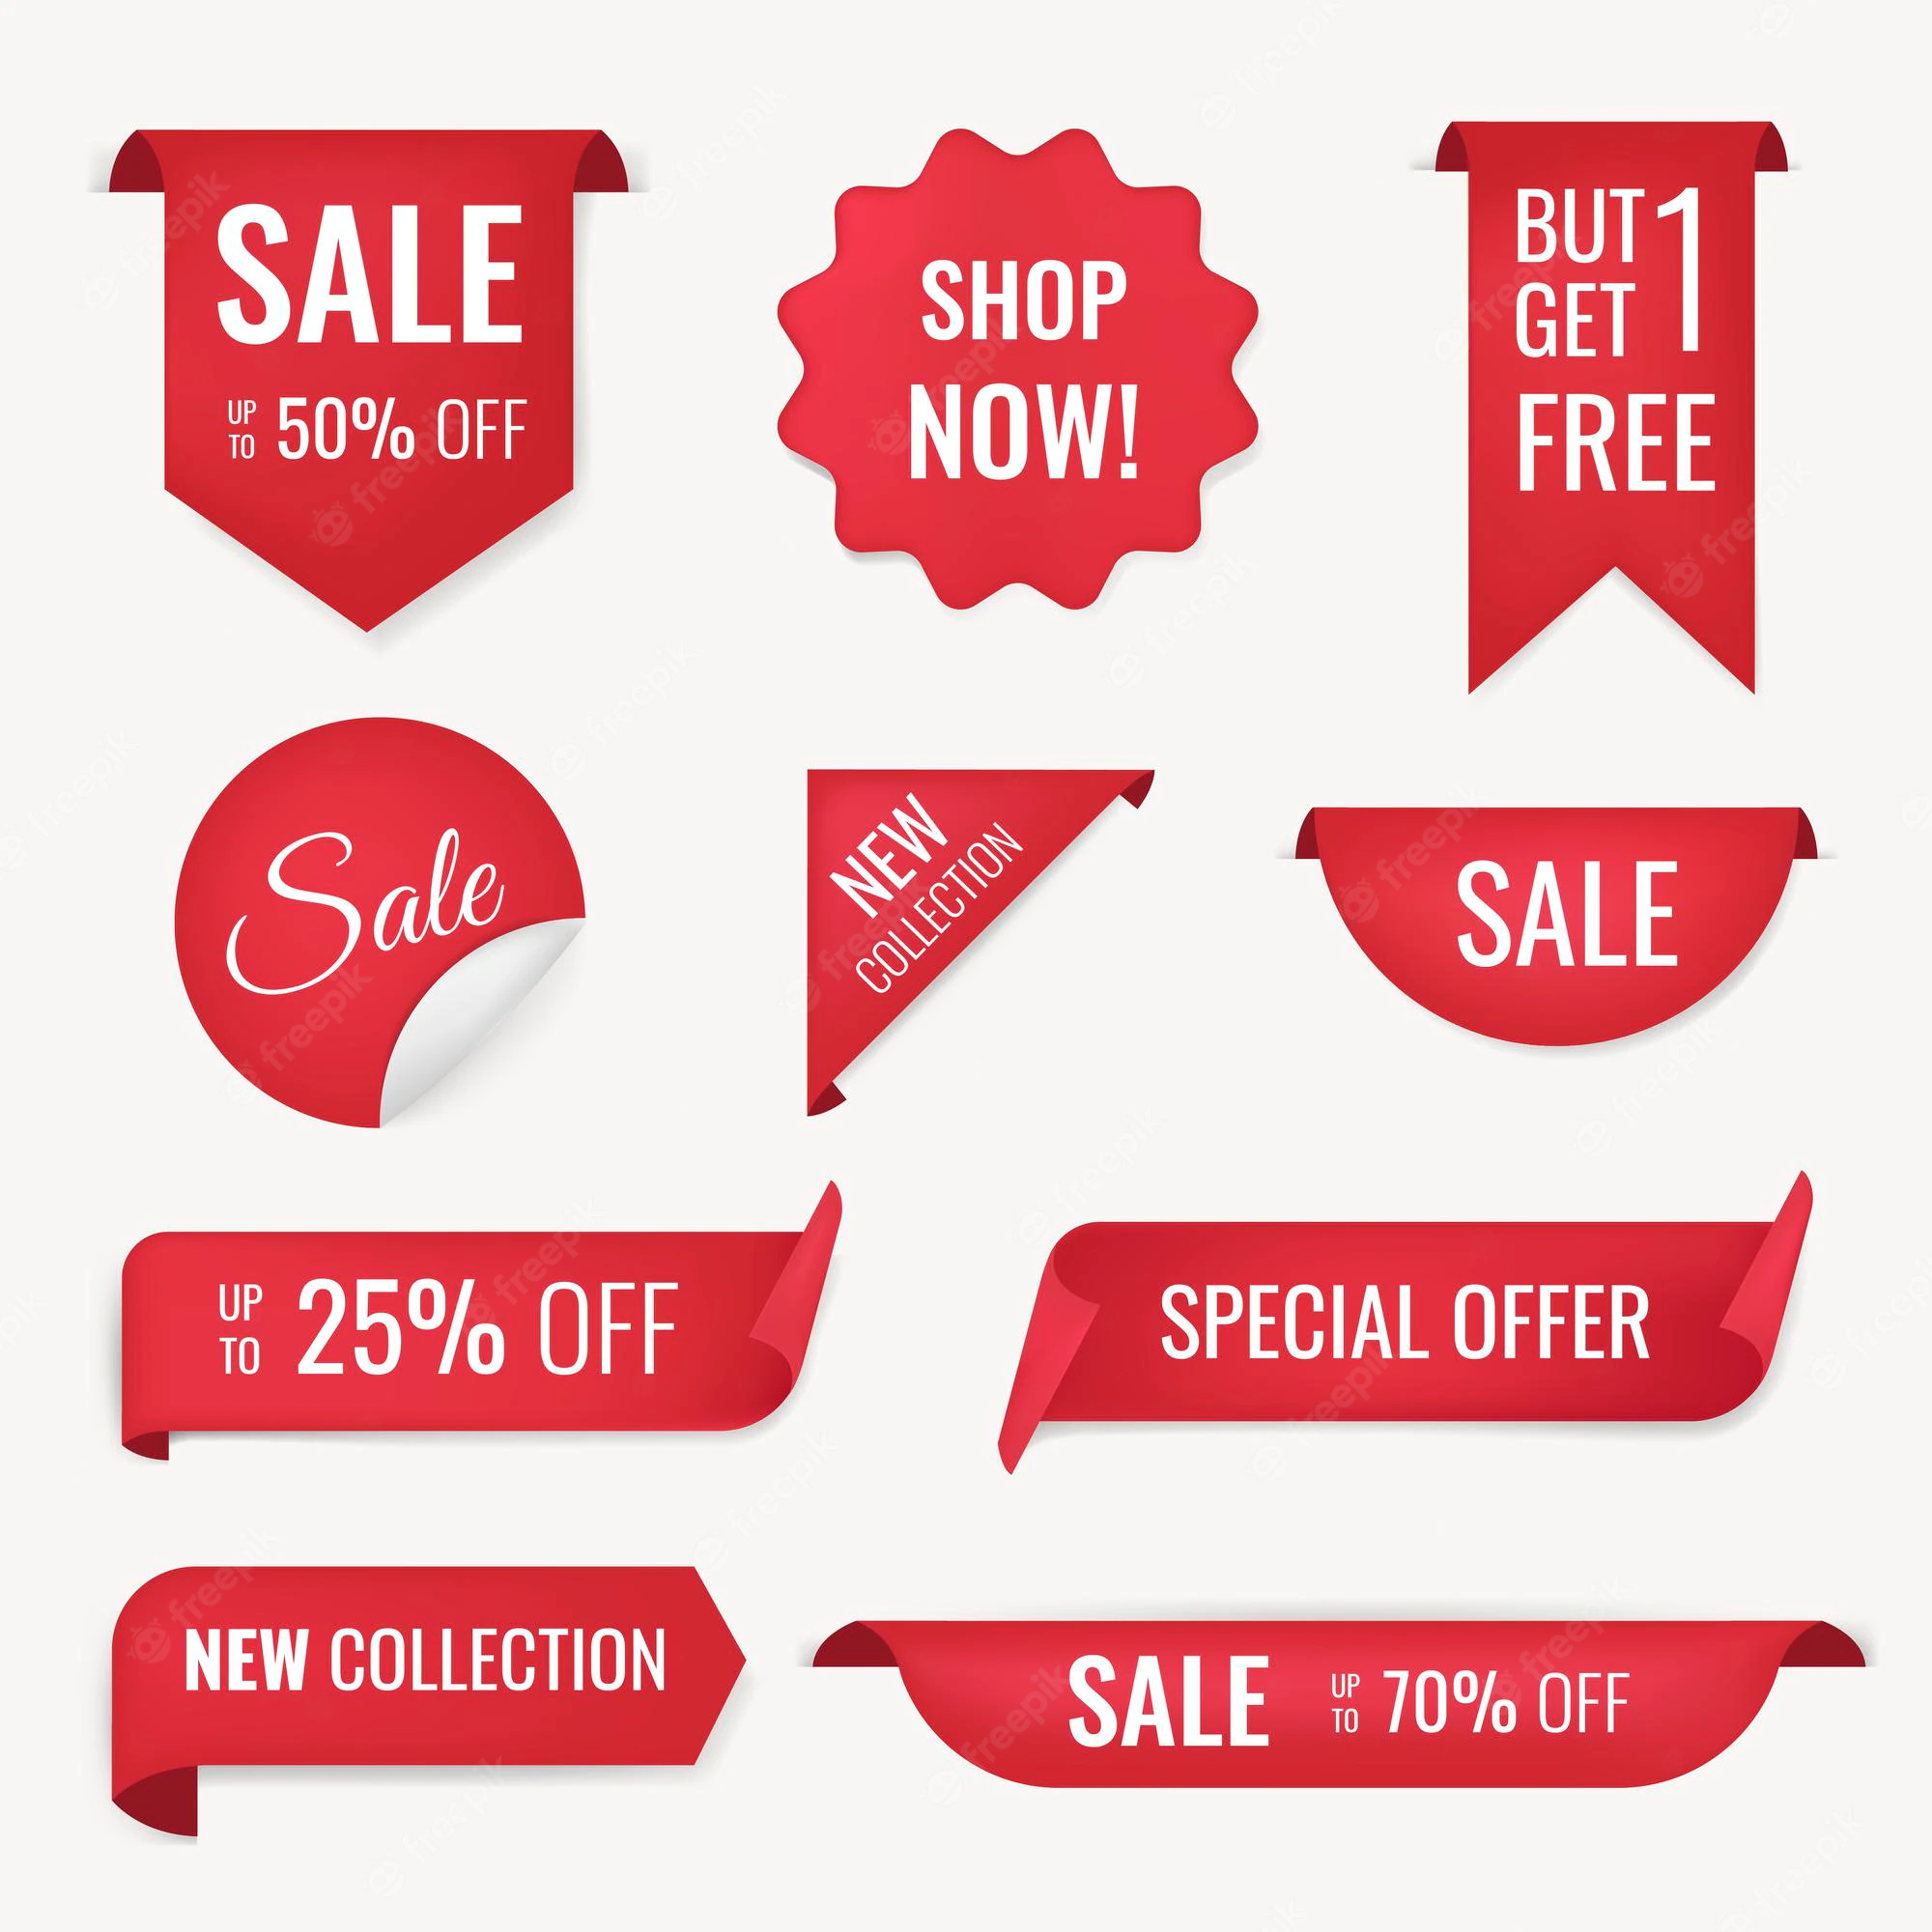 SALE
UP TO 50% OFF
SHOP
NOW!
BUT 1
GET
FREE
Sale
NEW
COLLECTION
SALE
UP TO 25% OFF
SPECIAL OFFER
NEW COLLECTION
SALE UP TO 70% OFF
freepik